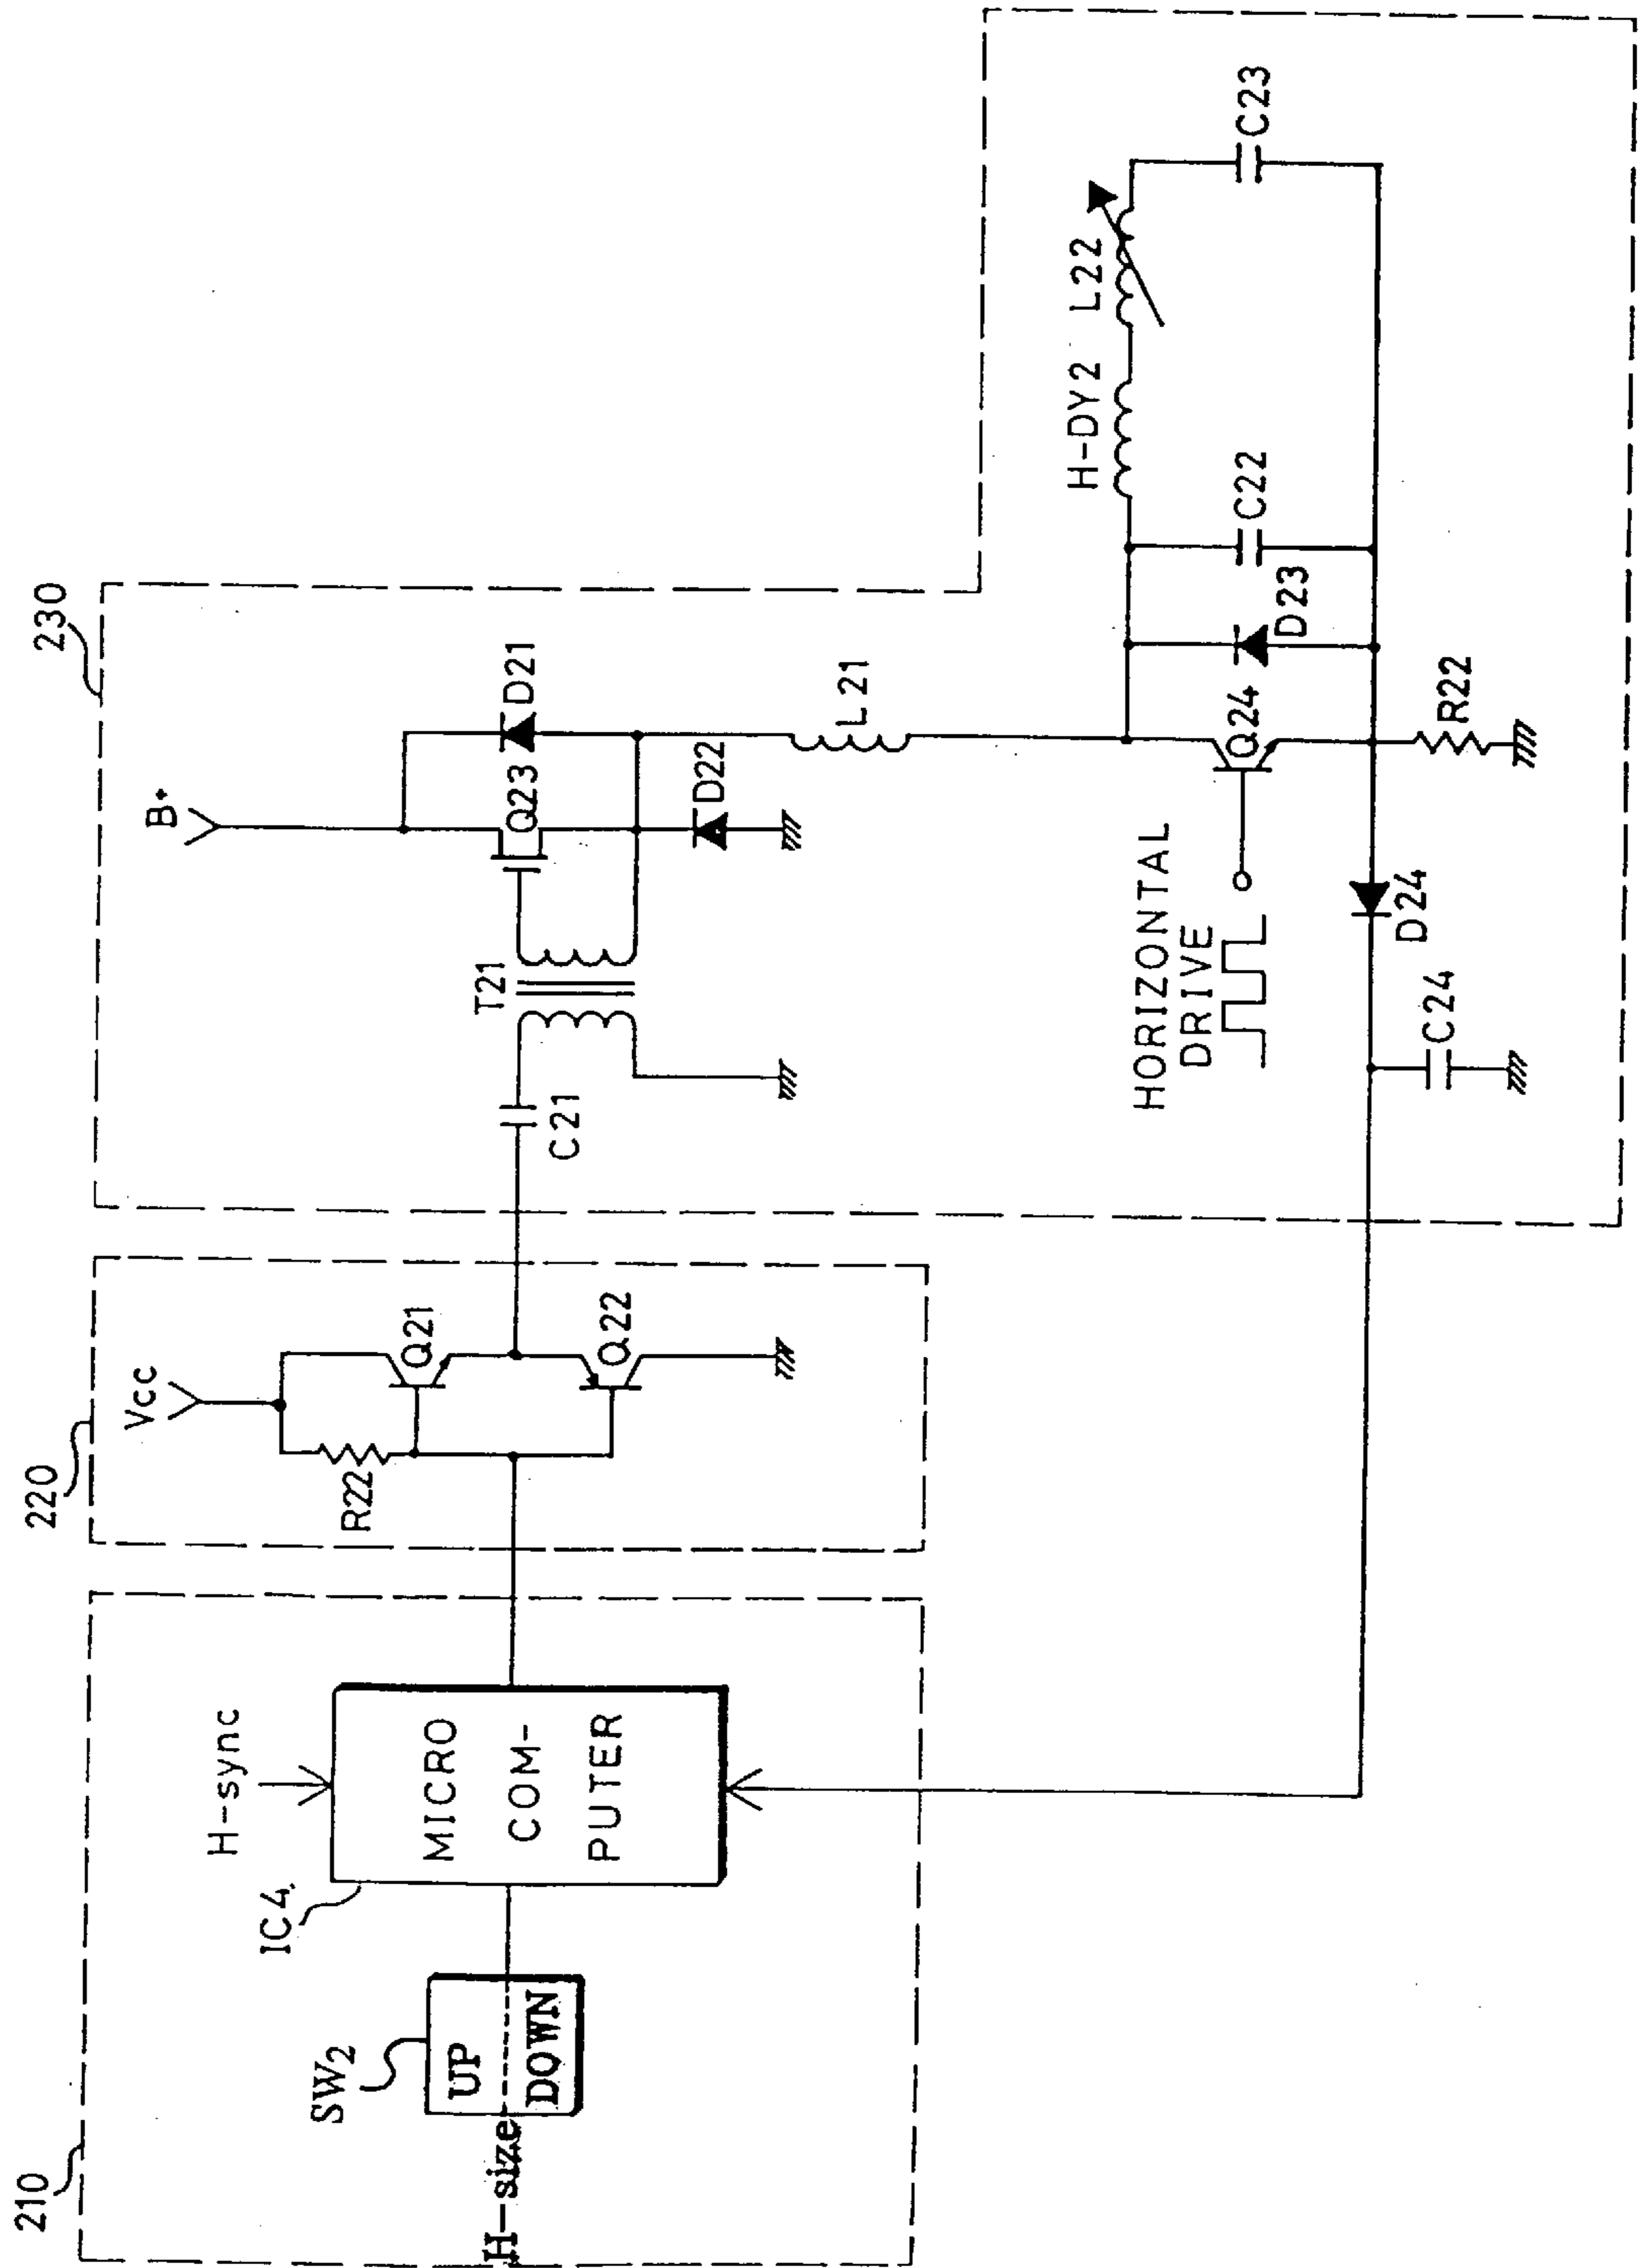 210
H-size
SW2
UP
DOWN
IC4
H-sync
MICRO
COM-
PUTER
220
Vcc
R22
Q21
Q22
230
C21
T21
B+
Q23
D21
D22
L21
HORIZONTAL
DRIVE
Q24
D23
C22
H-DY2
L22
C23
R22
D24
C24